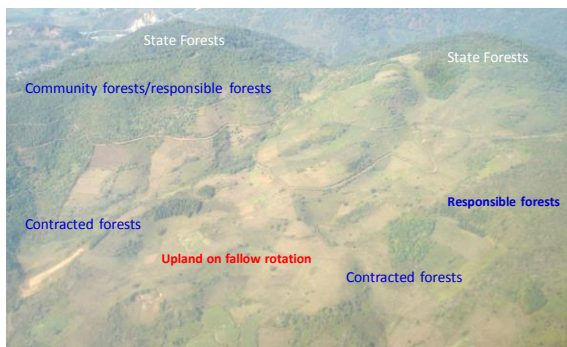 State Forests
State Forests
Community forests/responsible forests
Responsible forests
Contracted forests
Upland on fallow rotation
Contracted forests